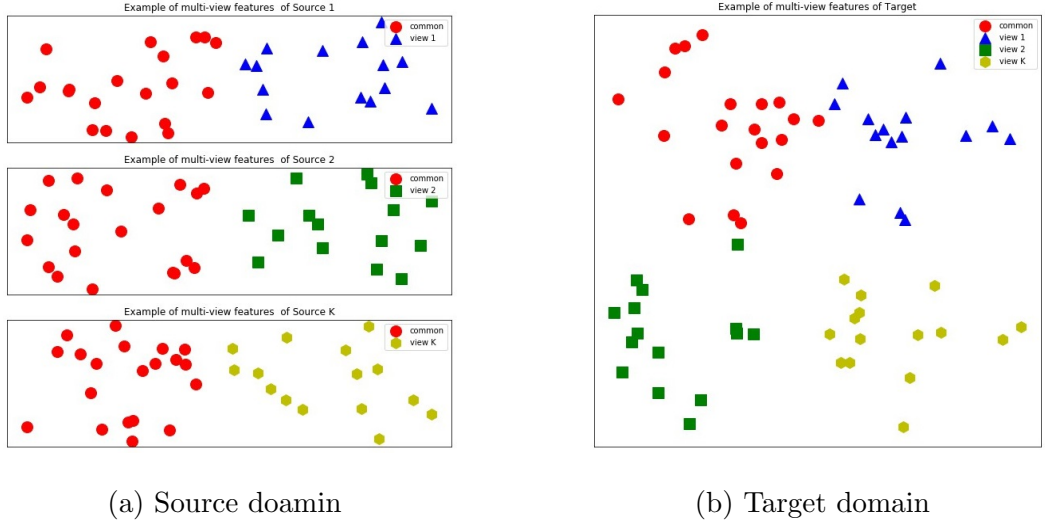 Example of multi-view features of Source 1
common
view 1
Example of multi-view features of Source 2
common
view 2
Example of multi-view features of Source K
common
view K
(a) Source doamin
Example of multi-view features of Target
common
view 1
view 2
view K
(b) Target domain